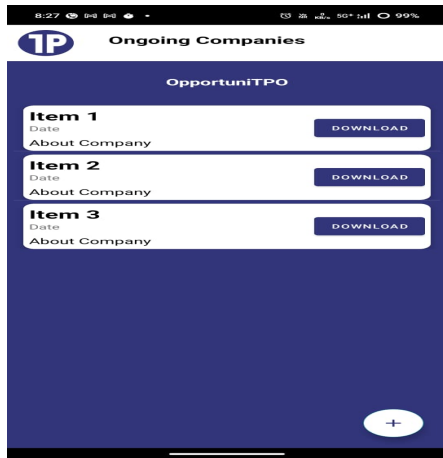 8:27 5G+ 99%
TP Ongoing Companies
OpportuniTPO
Item 1
Date
DOWNLOAD
About Company
Item 2
Date
DOWNLOAD
About Company
Item 3
Date
DOWNLOAD
About Company
+